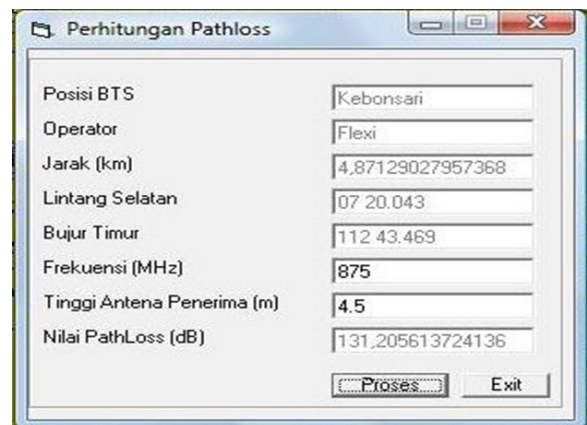 Perhitungan Pathloss
Posisi BTS Kebonsari
Operator Flexi
Jarak (km) 4,87129027957368
Lintang Selatan 07 20.043
Bujur Timur 112 43.469
Frekuensi (MHz) 875
Tinggi Antena Penerima (m) 4.5
Nilai PathLoss (dB) 131,205613724136
Proses Exit